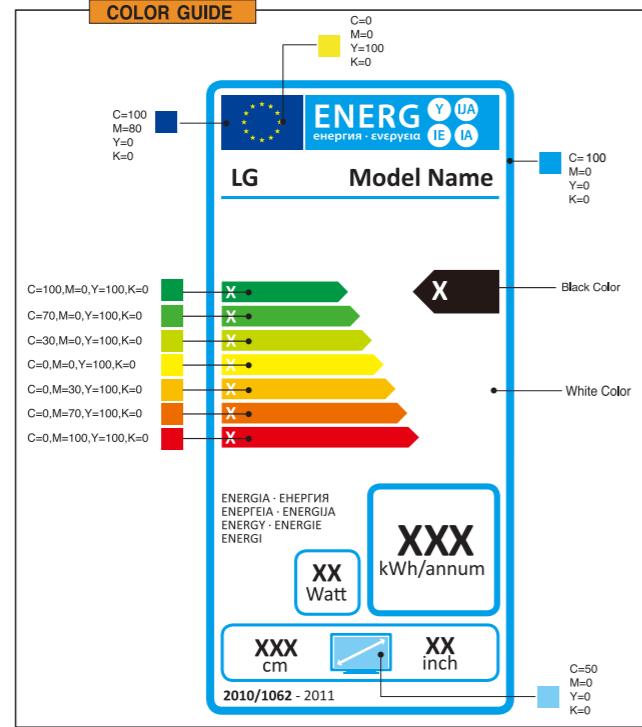 COLOR GUIDE
C=0
M=0
Y=100
K=0
C=100
M=80
Y=0
K=0
ENERG Y IJA
енергия · ενεργεια IE IA
C= 100
M=0
Y=0
K=0
LG Model Name
X Black Color
C=100,M=0,Y=100,K=0 X
C=70,M=0,Y=100,K=0 X
C=30,M=0,Y=100,K=0 X
C=0,M=0,Y=100,K=0 X
C=0,M=30,Y=100,K=0 X
C=0,M=70,Y=100,K=0 X
C=0,M=100,Y=100,K=0 X
White Color
ENERGIA · ЕНЕРГИЯ
ΕΝΕΡΓΕΙΑ · ENERGIJA
ENERGY · ENERGIE
ENERGI
XXX
kWh/annum
XX
Watt
XXX
cm
XX
inch
2010/1062 - 2011
C=50
M=0
Y=0
K=0